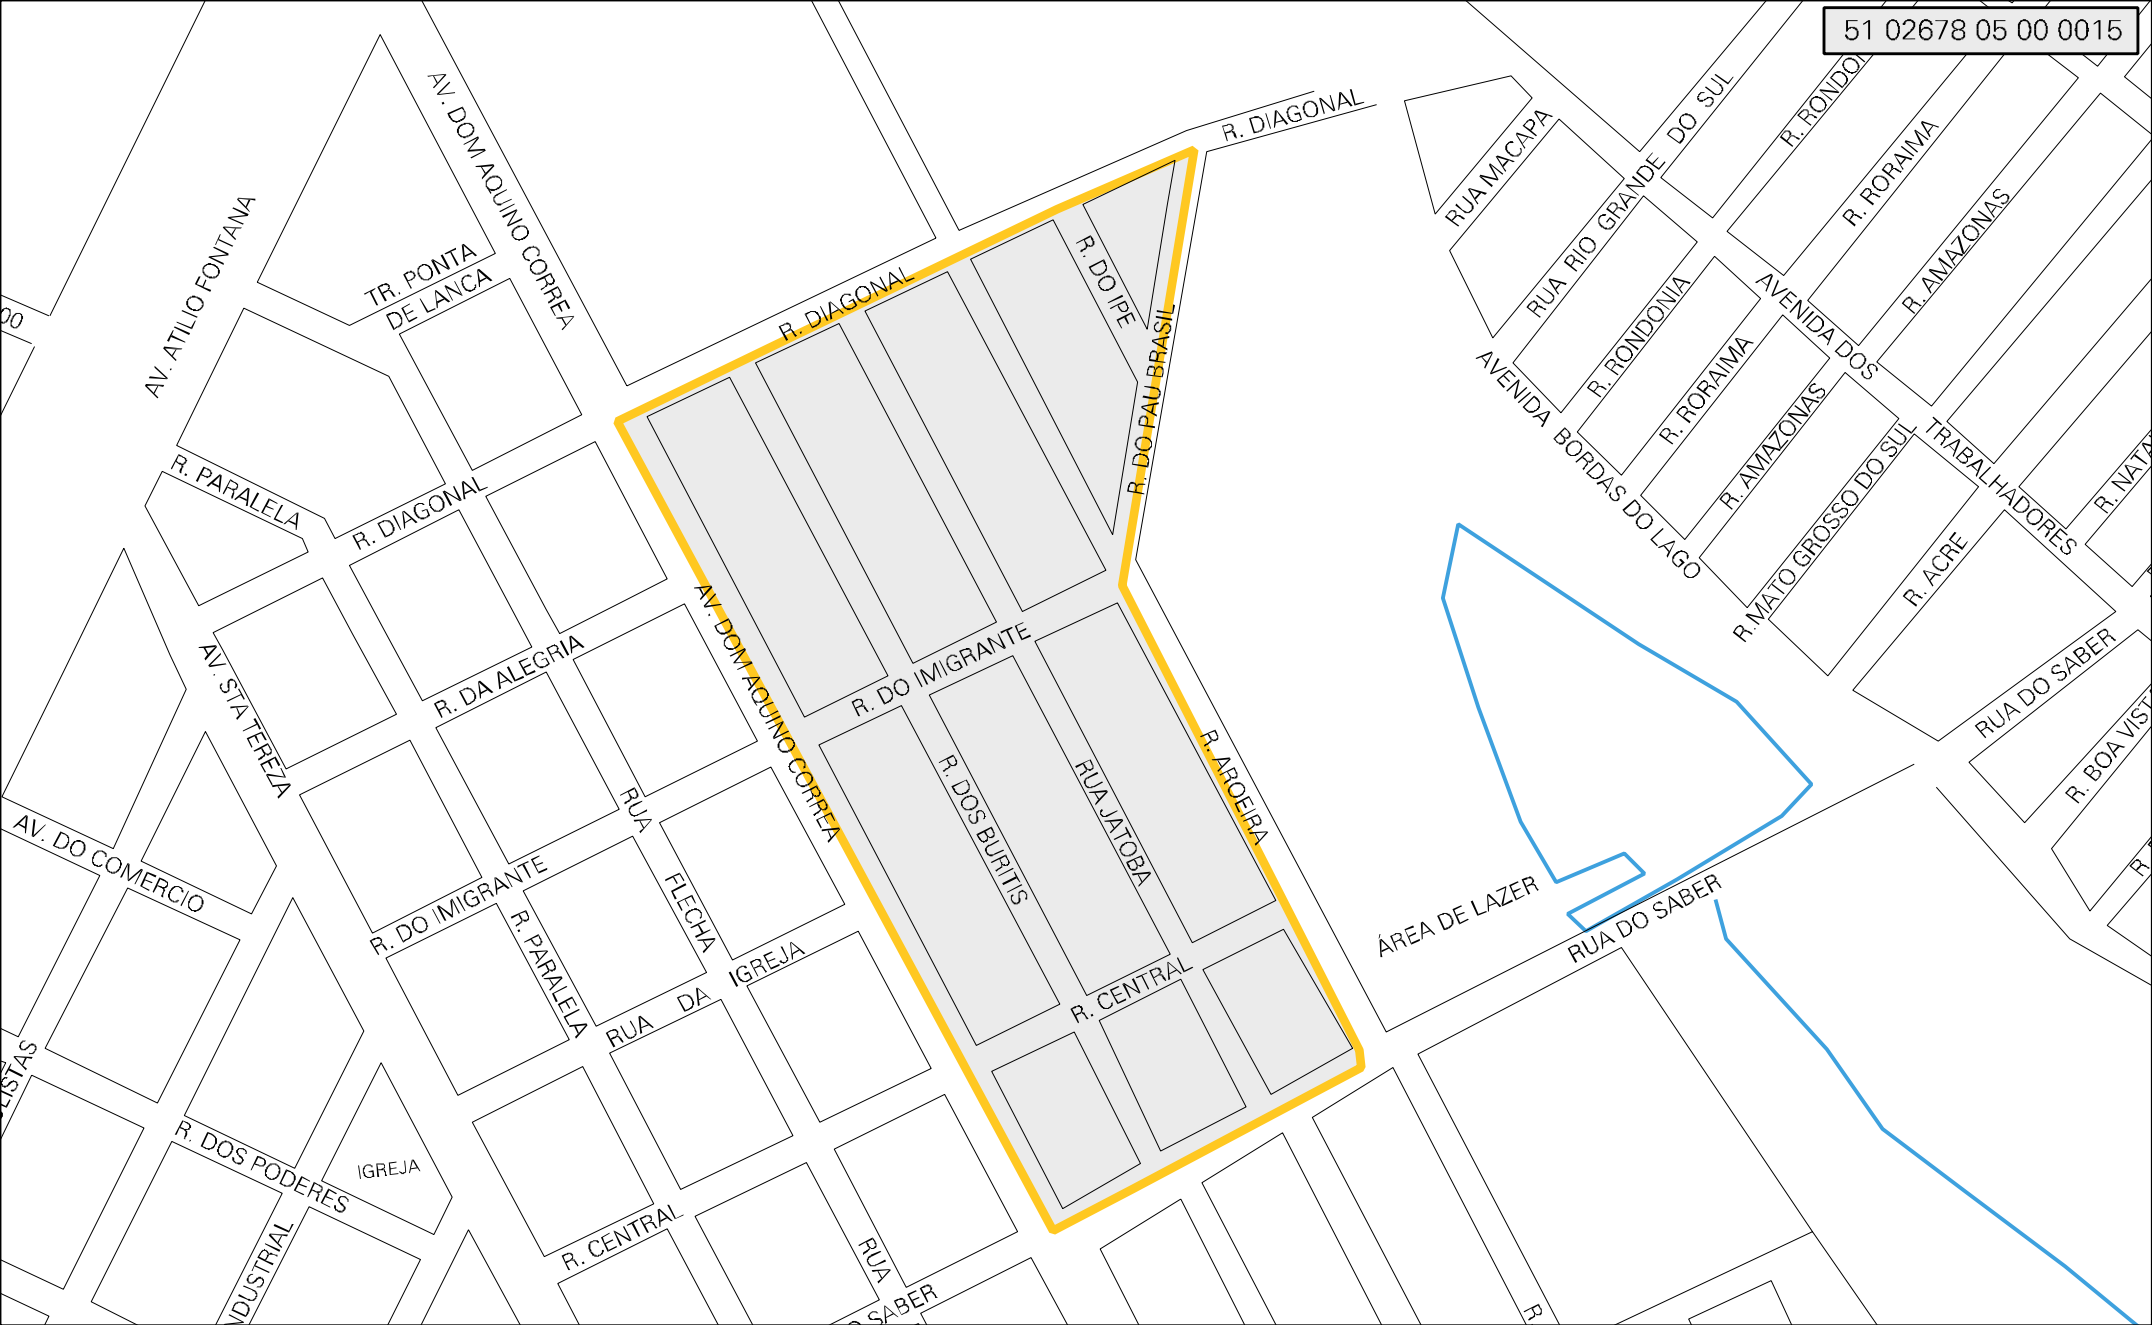 51 02678 05 00 0015
AV. DOM AQUINO CORREA
R. DIAGONAL
RUA MACAPA
RUA RIO GRANDE DO SUL
R. RORAIMA
R. AMAZONAS
AV. ATILIO FONTANA
TR. PONTA
DE LANCA
R. DO IPE
R. DIAGONAL
00
R. DO PAU BRASIL
R. RONDONIA
AVENIDA DOS
TRABALHADORES
R. RORAIMA
R. AMAZONAS
AVENIDA BORDAS DO LAGO
R. MATO GROSSO DO SUL
R. ACRE
R. PARALELA
R. DIAGONAL
AV. DOM AQUINO CORREA
R. DO IMIGRANTE
RUA DO SABER
AV. STA TEREZA
R. DA ALEGRIA
R. AROEIRA
R. DOS BURITIS
RUA JATOBA
RUA FLECHA
AV. DO COMERCIO
R. DO IMIGRANTE
R. PARALELA
RUA DA IGREJA
R. CENTRAL
ÁREA DE LAZER
RUA DO SABER
R. DOS PODERES
IGREJA
R. CENTRAL
RUA
SABER
R